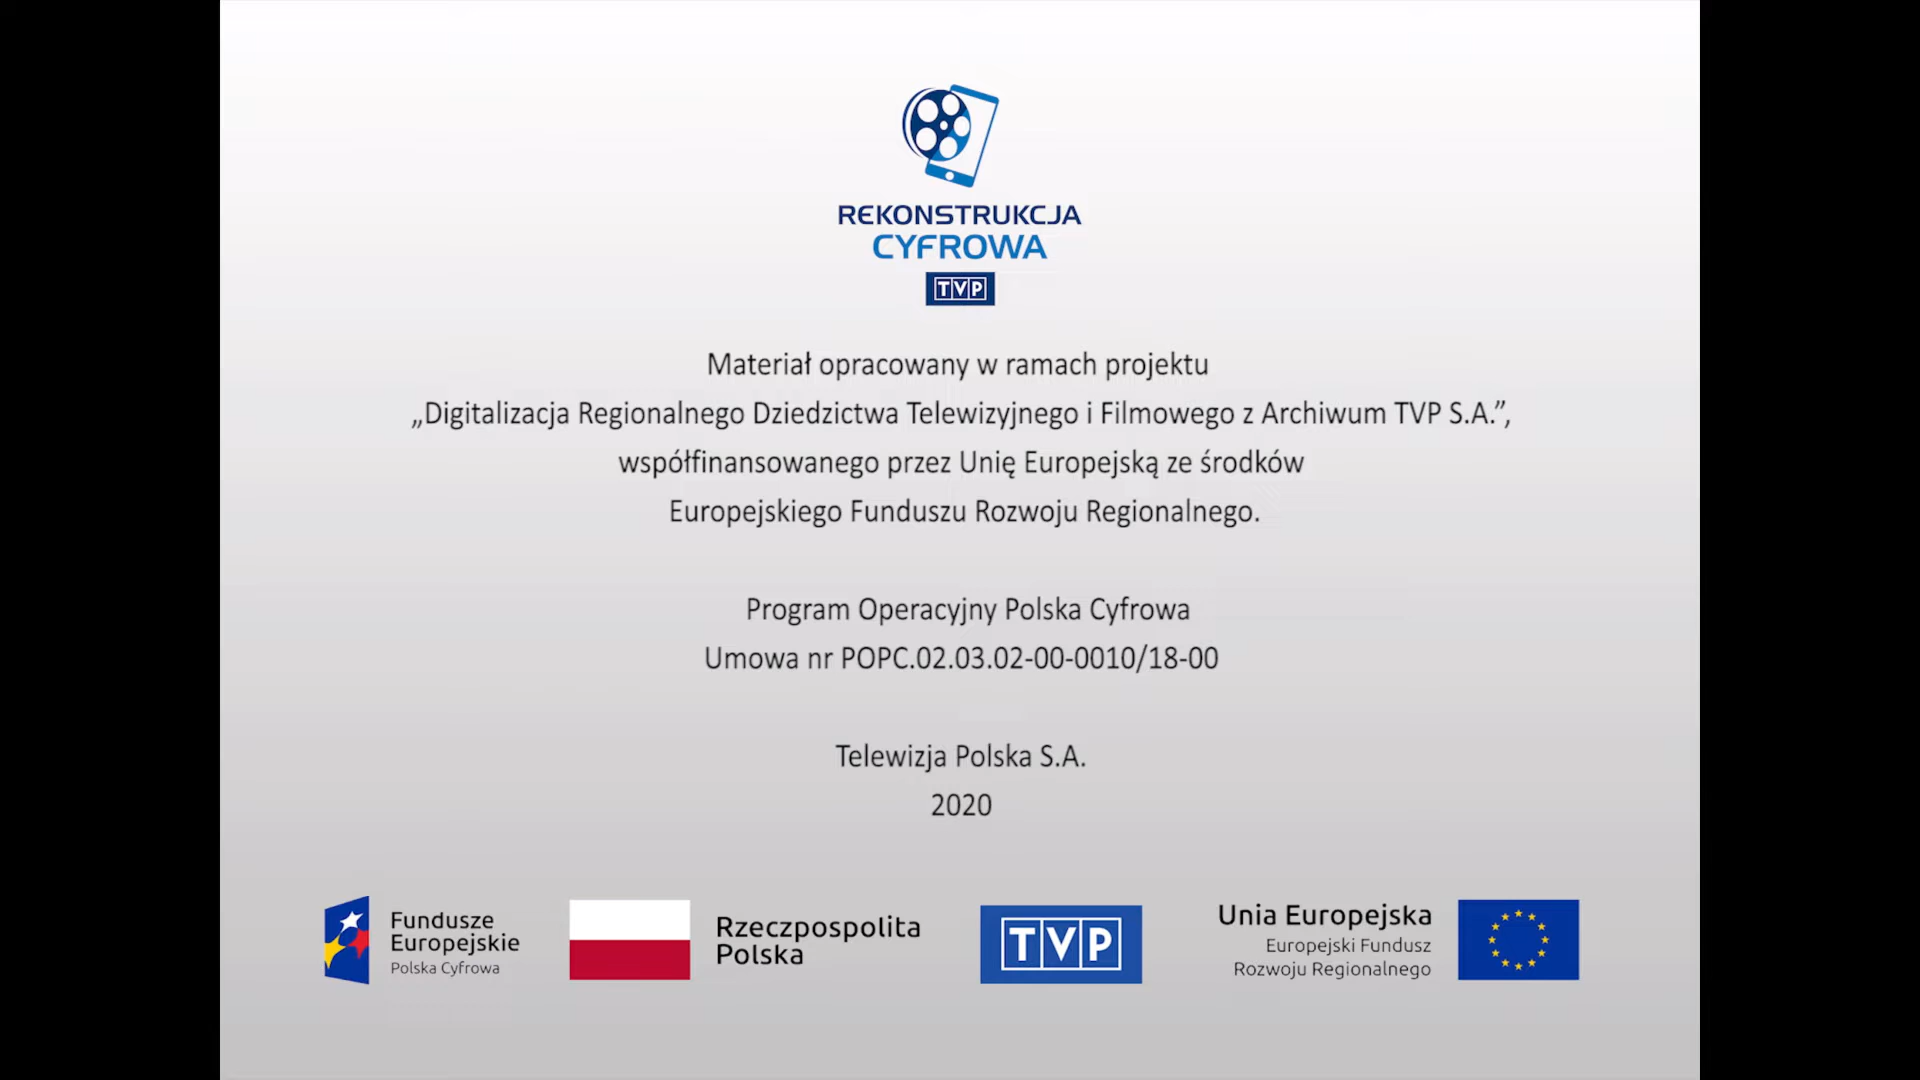 REKONSTRUKCJA
CYFROWA
TVP
Materiał opracowany w ramach projektu
„Digitalizacja Regionalnego Dziedzictwa Telewizyjnego i Filmowego z Archiwum TVP S.A.”,
współfinansowanego przez Unię Europejską ze środków
Europejskiego Funduszu Rozwoju Regionalnego.
Program Operacyjny Polska Cyfrowa
Umowa nr POPC.02.03.02-00-0010/18-00
Telewizja Polska S.A.
2020
Fundusze
Europejskie
Polska Cyfrowa
Rzeczpospolita
Polska
TVP
Unia Europejska
Europejski Fundusz
Rozwoju Regionalnego